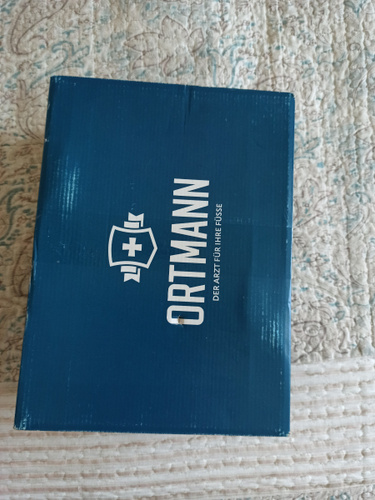 ORTMANN
DER ARZT FÜR IHRE FÜSSE